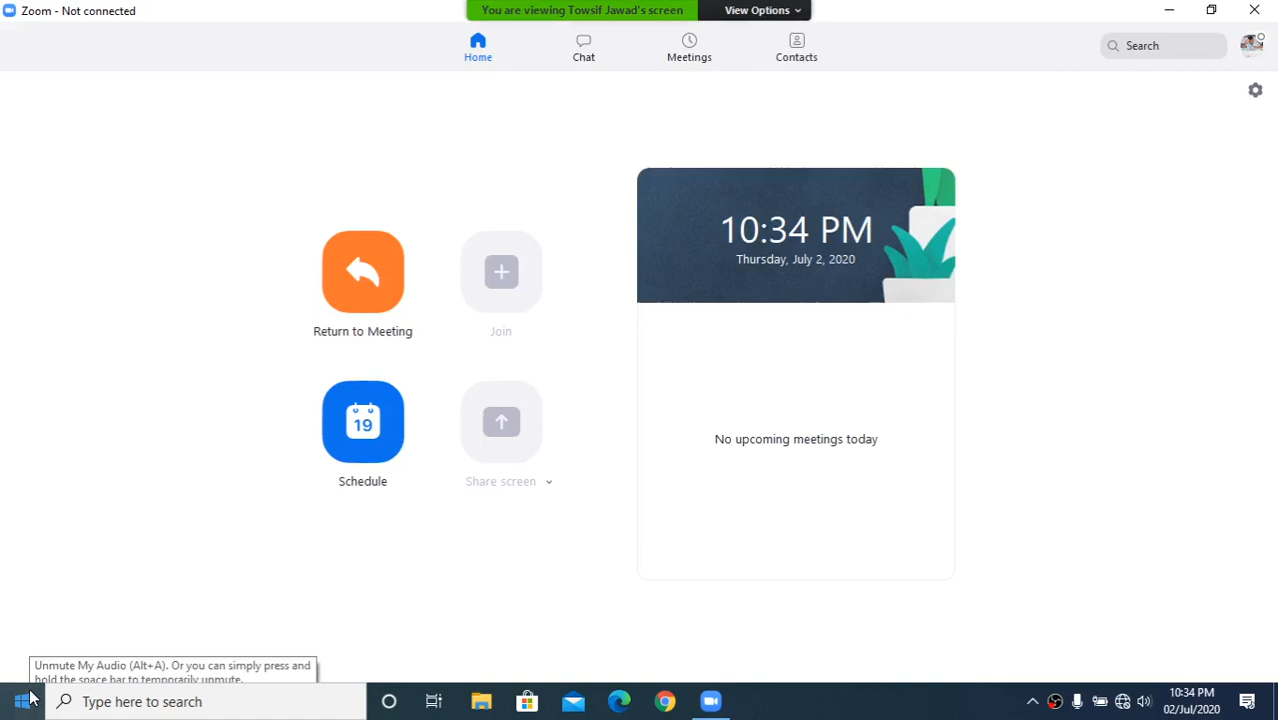 Zoom - Not connected
You are viewing Towsif Jawad's screen
View Options
Home
Chat
Meetings
Contacts
Search
10:34 PM
Thursday, July 2, 2020
Return to Meeting
Join
19
Schedule
Share screen
No upcoming meetings today
Unmute My Audio (Alt+A). Or you can simply press and
hold the space bar to temporarily unmute.
Type here to search
10:34 PM
02/Jul/2020